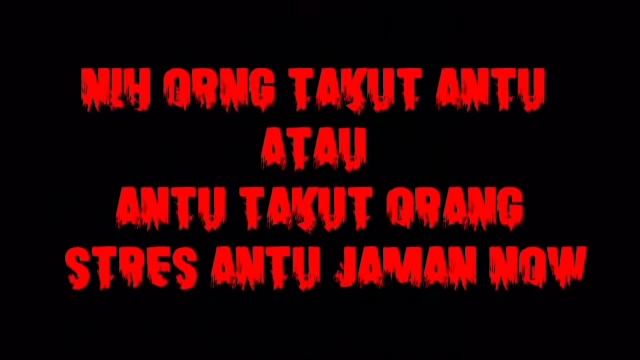 NIH ORNG TAKUT ANTU
ATAU
ANTU TAKUT ORANG
STRES ANTU JAMAN NOW